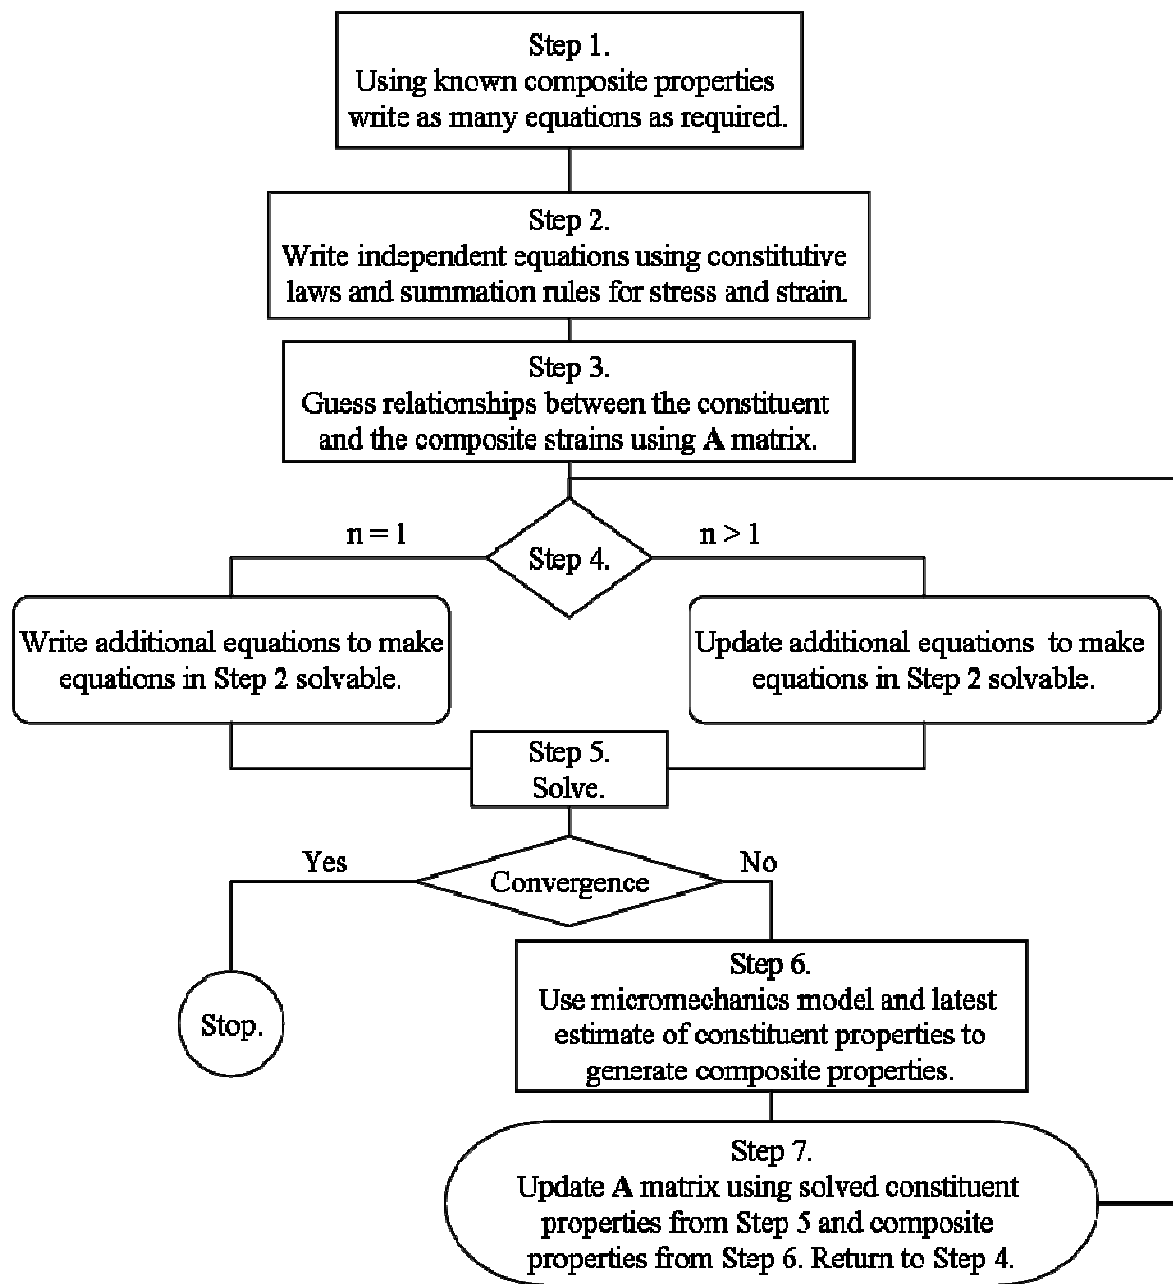 Step 1.
Using known composite properties
write as many equations as required.
Step 2.
Write independent equations using constitutive
laws and summation rules for stress and strain.
Step 3.
Guess relationships between the constituent
and the composite strains using A matrix.
n = 1
Step 4.
n > 1
Write additional equations to make
equations in Step 2 solvable.
Update additional equations to make
equations in Step 2 solvable.
Step 5.
Solve.
Yes
Convergence
No
Stop.
Step 6.
Use micromechanics model and latest
estimate of constituent properties to
generate composite properties.
Step 7.
Update A matrix using solved constituent
properties from Step 5 and composite
properties from Step 6. Return to Step 4.